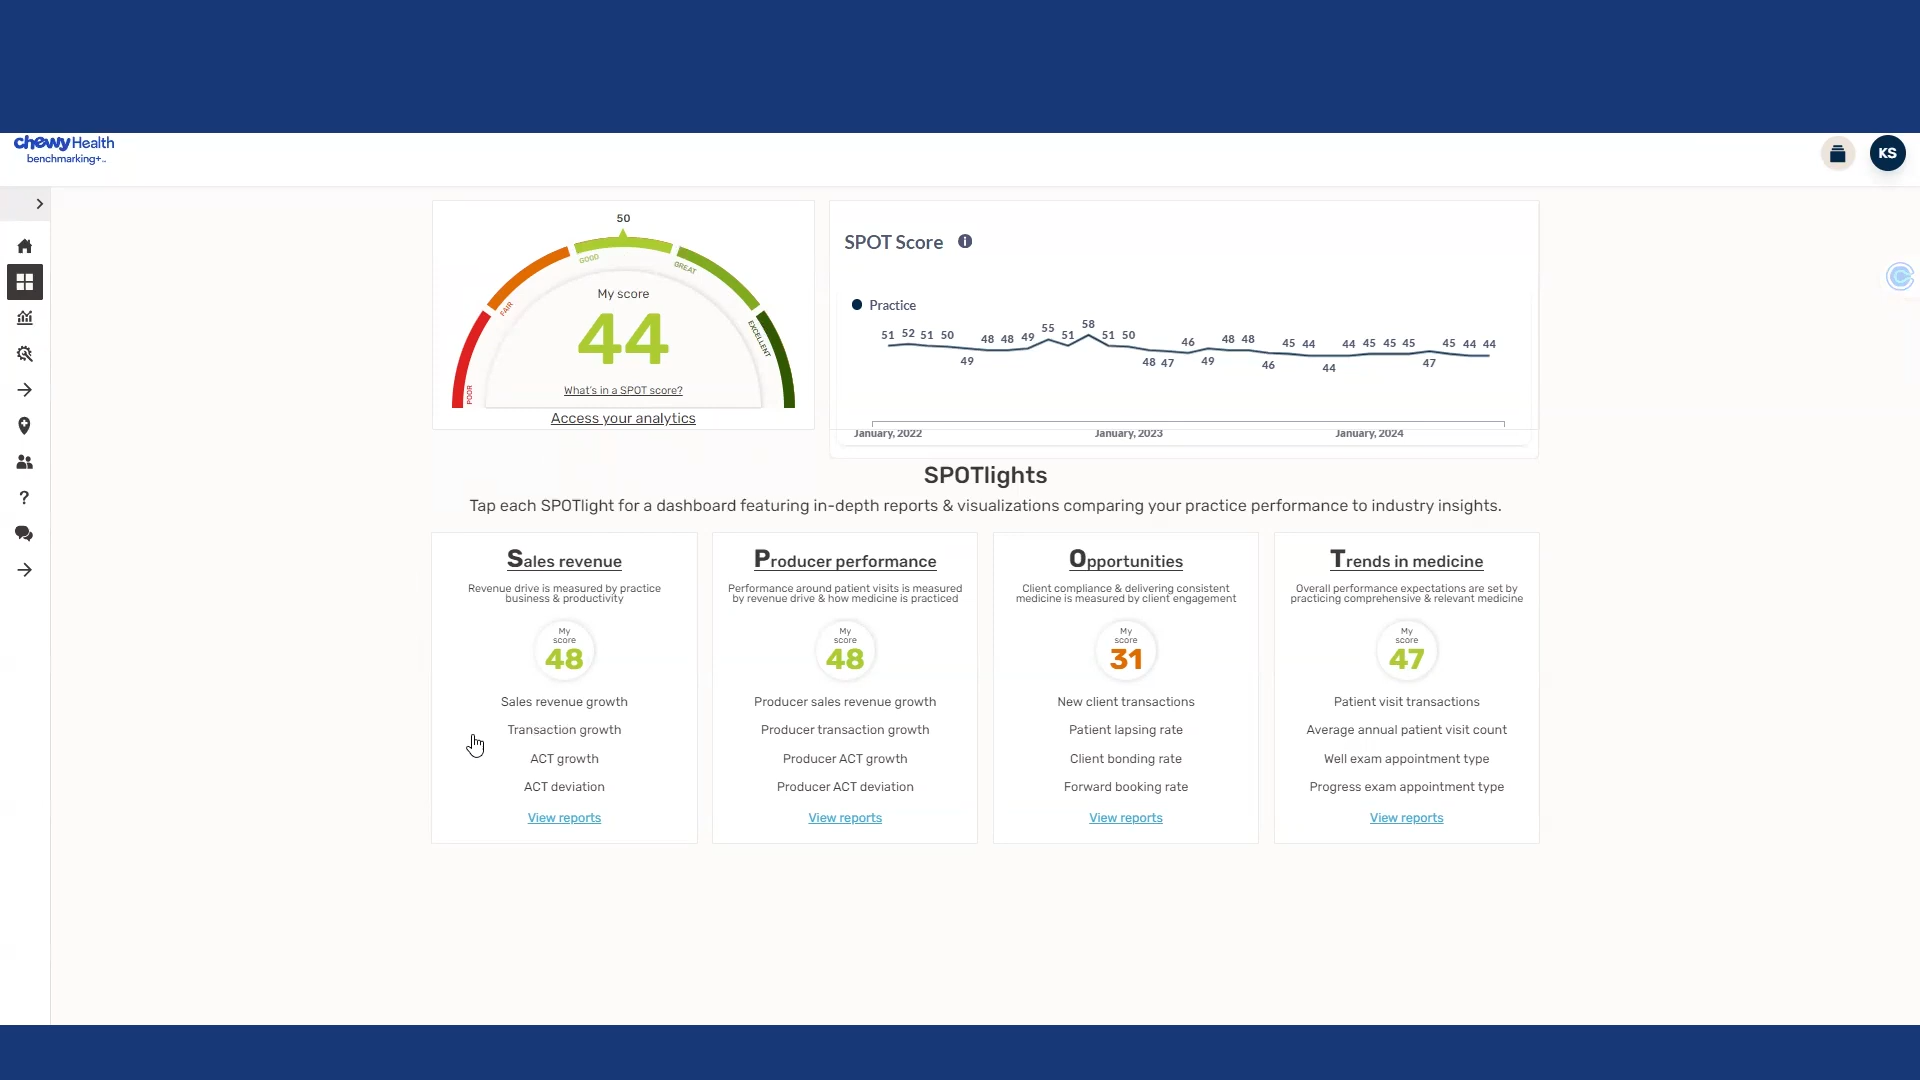 chewyHealth
benchmarking+..
KS
50
POOR
FAIR
GOOD
GREAT
EXCELLENT
My score
44
What's in a SPOT score?
Access your analytics
SPOT Score
Practice
51 52 51 50 49 48 48 49 55 51 58 51 50 48 47 46 49 48 48 46 45 44 44 44 45 45 45 47 45 44 44
January, 2022 January, 2023 January, 2024
SPOTlights
Tap each SPOTlight for a dashboard featuring in-depth reports & visualizations comparing your practice performance to industry insights.
Sales revenue
Revenue drive is measured by practice
business & productivity
My
score
48
Sales revenue growth
Transaction growth
ACT growth
ACT deviation
View reports
Producer performance
Performance around patient visits is measured
by revenue drive & how medicine is practiced
My
score
48
Producer sales revenue growth
Producer transaction growth
Producer ACT growth
Producer ACT deviation
View reports
Opportunities
Client compliance & delivering consistent
medicine is measured by client engagement
My
score
31
New client transactions
Patient lapsing rate
Client bonding rate
Forward booking rate
View reports
Trends in medicine
Overall performance expectations are set by
practicing comprehensive & relevant medicine
My
score
47
Patient visit transactions
Average annual patient visit count
Well exam appointment type
Progress exam appointment type
View reports